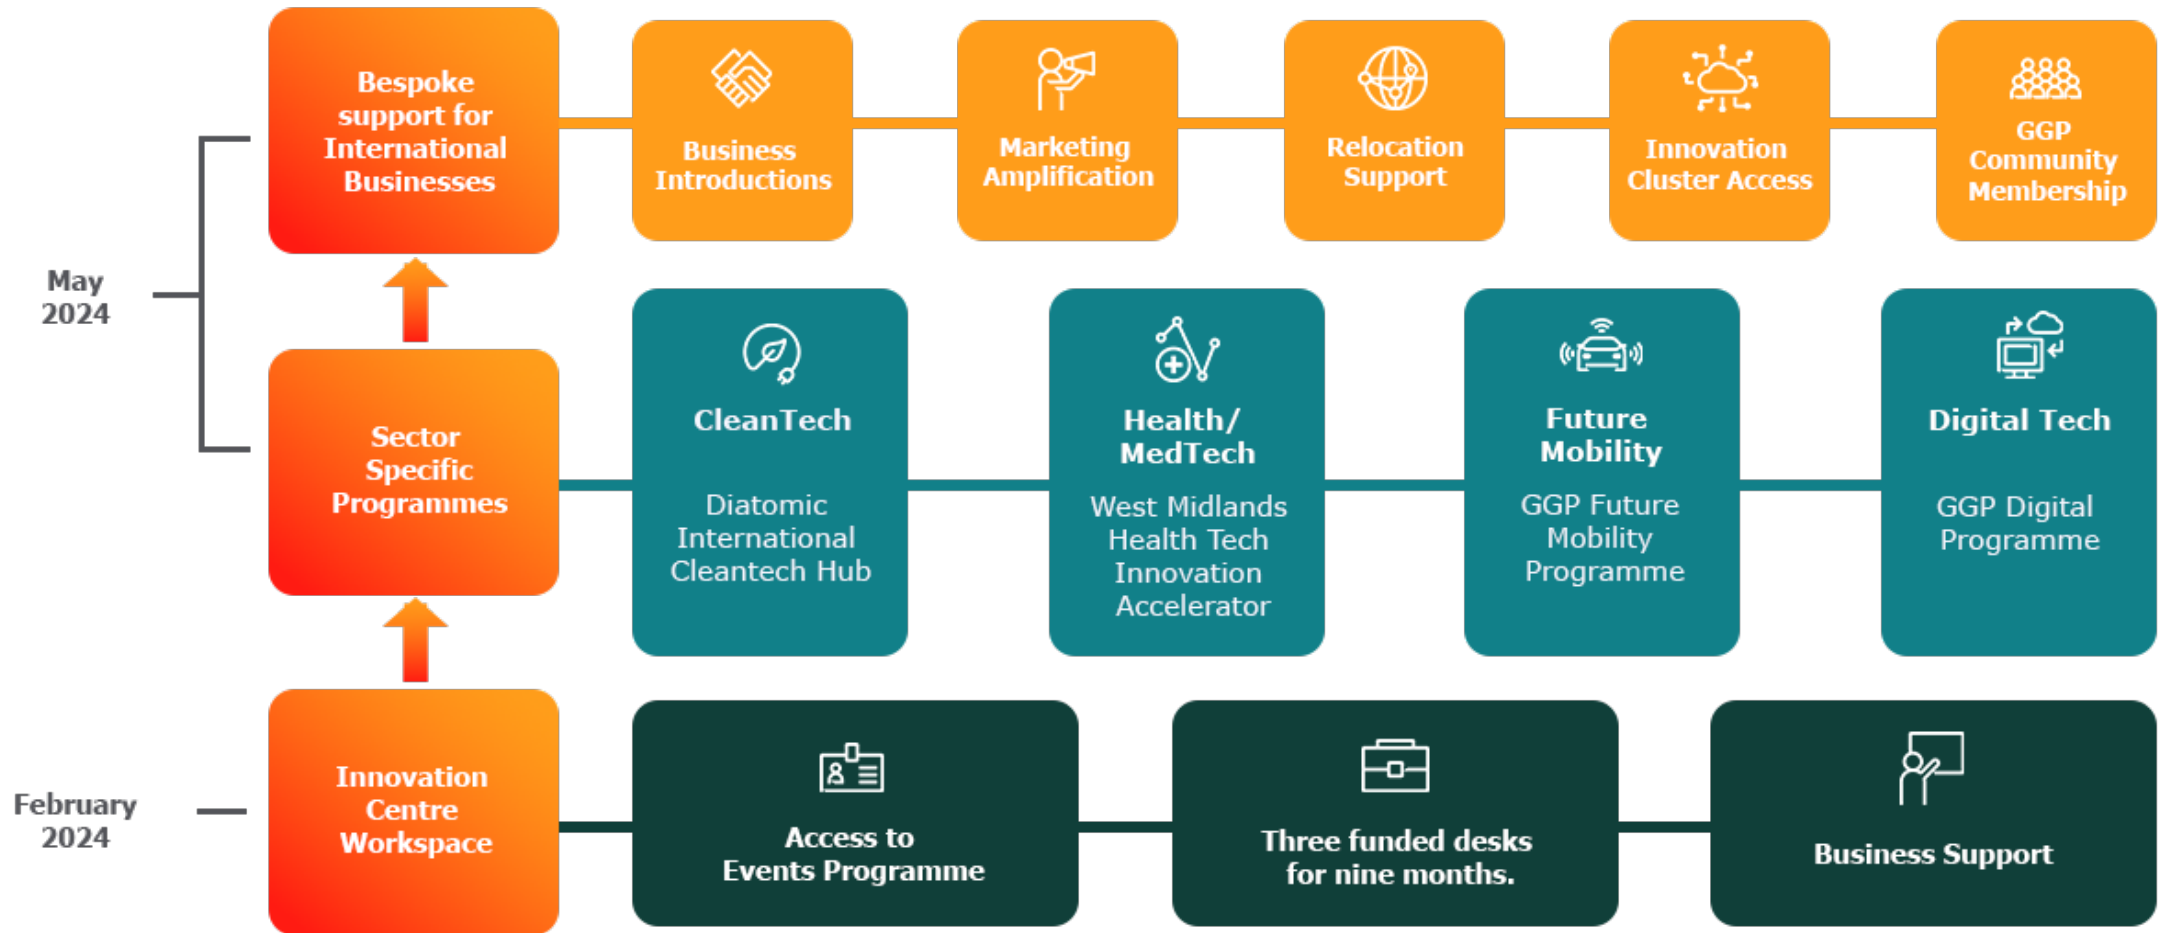 Bespoke
support for
International
Businesses
Business
Introductions
Marketing
Amplification
Relocation
Support
Innovation
Cluster Access
GGP
Community
Membership
May
2024
Sector
Specific
Programmes
CleanTech
Diatomic
International
Cleantech Hub
Health/
MedTech
West Midlands
Health Tech
Innovation
Accelerator
Future
Mobility
GGP Future
Mobility
Programme
Digital Tech
GGP Digital
Programme
February
2024
Innovation
Centre
Workspace
Access to
Events Programme
Three funded desks
for nine months.
Business Support